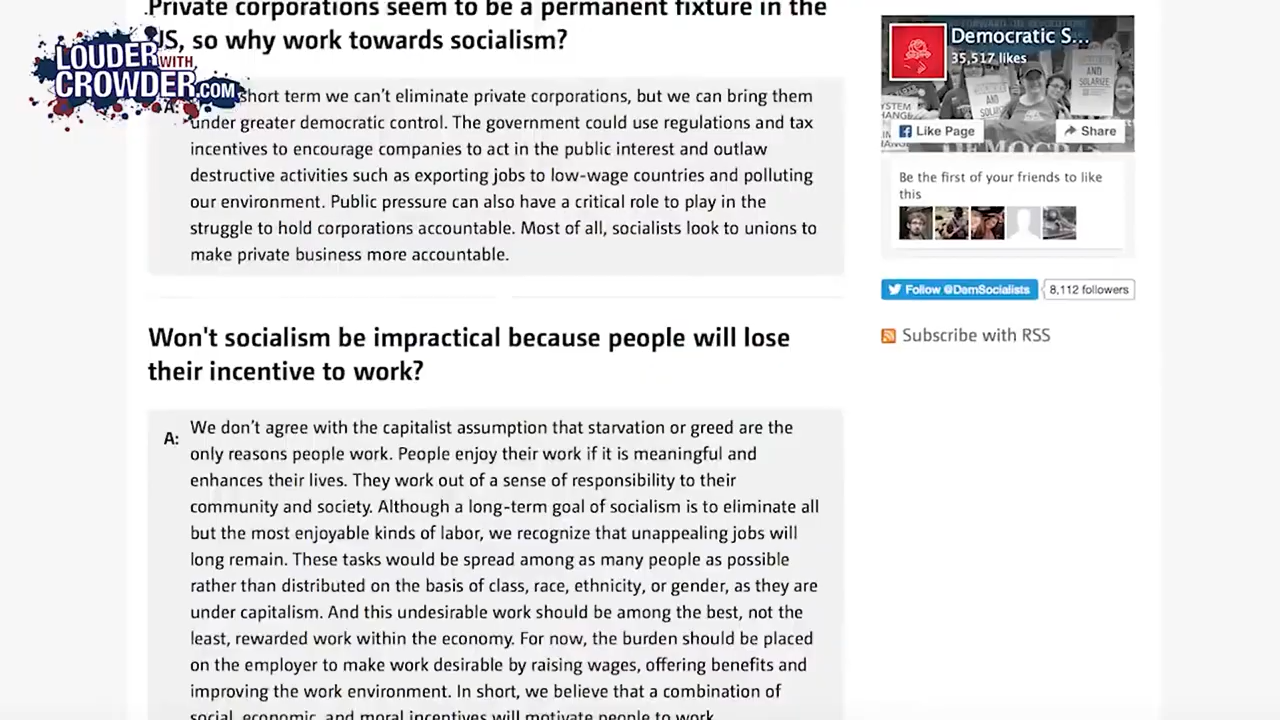 Private corporations seem to be a permanent fixture in the
US, so why work towards socialism?
LOUDER
WITH
CROWDER.COM
A:
short term we can't eliminate private corporations, but we can bring them
under greater democratic control. The government could use regulations and tax
incentives to encourage companies to act in the public interest and outlaw
destructive activities such as exporting jobs to low-wage countries and polluting
our environment. Public pressure can also have a critical role to play in the
struggle to hold corporations accountable. Most of all, socialists look to unions to
make private business more accountable.
Won't socialism be impractical because people will lose
their incentive to work?
A:
We don't agree with the capitalist assumption that starvation or greed are the
only reasons people work. People enjoy their work if it is meaningful and
enhances their lives. They work out of a sense of responsibility to their
community and society. Although a long-term goal of socialism is to eliminate all
but the most enjoyable kinds of labor, we recognize that unappealing jobs will
long remain. These tasks would be spread among as many people as possible
rather than distributed on the basis of class, race, ethnicity, or gender, as they are
under capitalism. And this undesirable work should be among the best, not the
least, rewarded work within the economy. For now, the burden should be placed
on the employer to make work desirable by raising wages, offering benefits and
improving the work environment. In short, we believe that a combination of
social, economic, and moral incentives will motivate people to work.
Democratic S...
35,517 likes
AND
SOLARIZE
Like Page
Share
Be the first of your friends to like
this
Follow @DemSocialists
8,112 followers
Subscribe with RSS